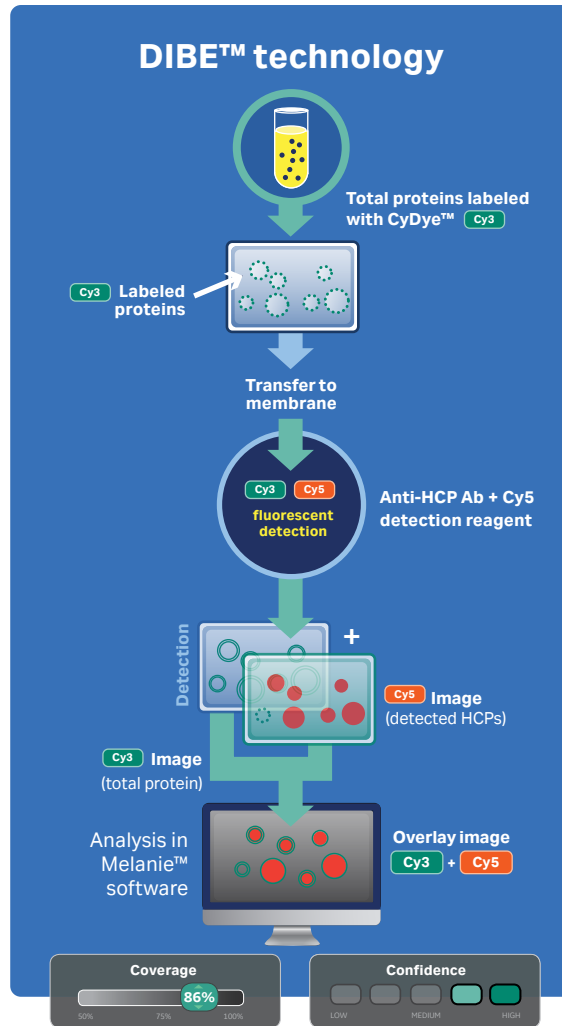 DIBE™ technology
Total proteins labeled
with CyDye™ Cy3
Cy3 Labeled
proteins
Transfer to
membrane
Cy3 Cy5
fluorescent
detection
Anti-HCP Ab + Cy5
detection reagent
Detection
+
Cy5 Image
(detected HCPs)
Cy3 Image
(total protein)
Analysis in
Melanie™
software
Overlay image
Cy3 + Cy5
Coverage
86%
50% 75% 100%
Confidence
LOW MEDIUM HIGH